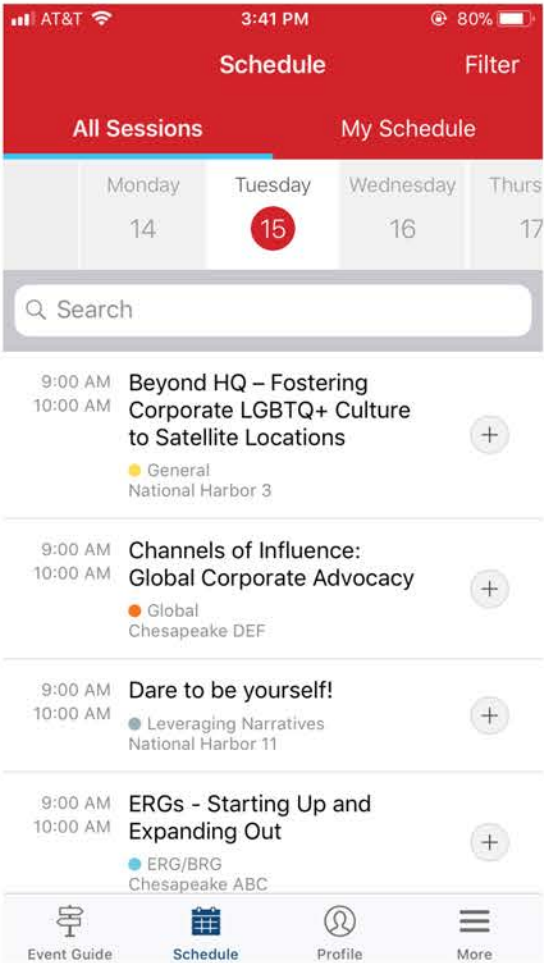 AT&T 3:41 PM 80%
Schedule Filter
All Sessions My Schedule
Monday Tuesday Wednesday Thurs
14 15 16 17
Search
9:00 AM Beyond HQ – Fostering
10:00 AM Corporate LGBTQ+ Culture
to Satellite Locations
General
National Harbor 3
9:00 AM Channels of Influence:
10:00 AM Global Corporate Advocacy
Global
Chesapeake DEF
9:00 AM Dare to be yourself!
10:00 AM
Leveraging Narratives
National Harbor 11
9:00 AM ERGs - Starting Up and
10:00 AM Expanding Out
ERG/BRG
Chesapeake ABC
Event Guide Schedule Profile More